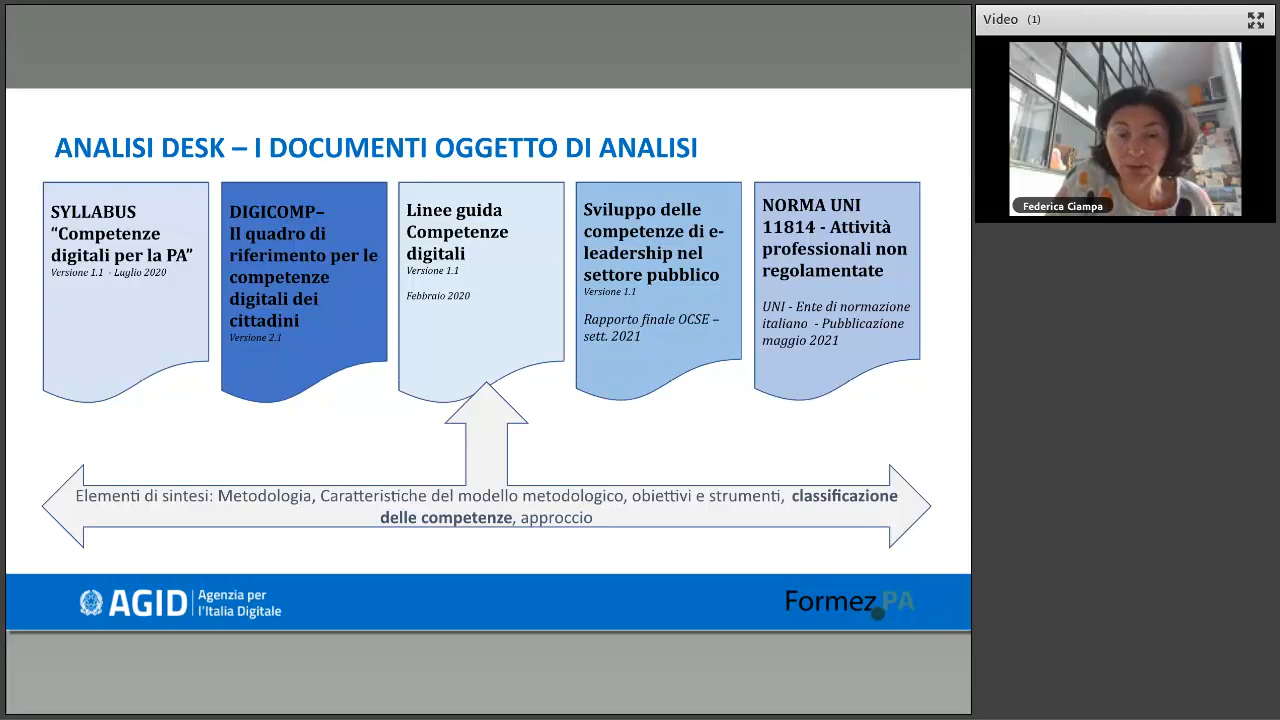 Video (1)
Federica Ciampa
ANALISI DESK – I DOCUMENTI OGGETTO DI ANALISI
SYLLABUS
“Competenze
digitali per la PA”
Versione 1.1 - Luglio 2020
DIGICOMP–
Il quadro di
riferimento per le
competenze
digitali dei
cittadini
Versione 2.1
Linee guida
Competenze
digitali
Versione 1.1
Febbraio 2020
Sviluppo delle
competenze di e-
leadership nel
settore pubblico
Versione 1.1
Rapporto finale OCSE –
sett. 2021
NORMA UNI
11814 - Attività
professionali non
regolamentate
UNI - Ente di normazione
italiano - Pubblicazione
maggio 2021
Elementi di sintesi: Metodologia, Caratteristiche del modello metodologico, obiettivi e strumenti, classificazione
delle competenze, approccio
AGID
Agenzia per
l’Italia Digitale
Formez PA